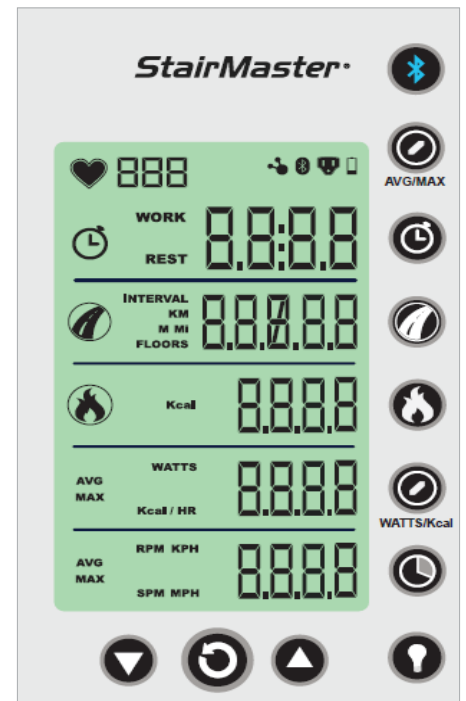 StairMaster
888
AVG/MAX
WORK
8.8:8.8
REST
INTERVAL
KM
M MI
FLOORS
8.8.8.8.8
Kcal
8.8.8.8
WATTS
AVG
MAX
8.8.8.8
Kcal / HR
WATTS/Kcal
RPM KPH
AVG
MAX
8.8.8.8
SPM MPH